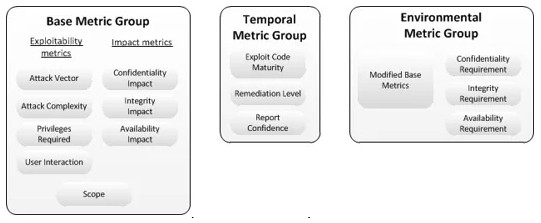 Base Metric Group
Exploitability
metrics
Attack Vector
Attack Complexity
Privileges
Required
User Interaction
Impact metrics
Confidentiality
Impact
Integrity
Impact
Availability
Impact
Scope
Temporal
Metric Group
Exploit Code
Maturity
Remediation Level
Report
Confidence
Environmental
Metric Group
Modified Base
Metrics
Confidentiality
Requirement
Integrity
Requirement
Availability
Requirement